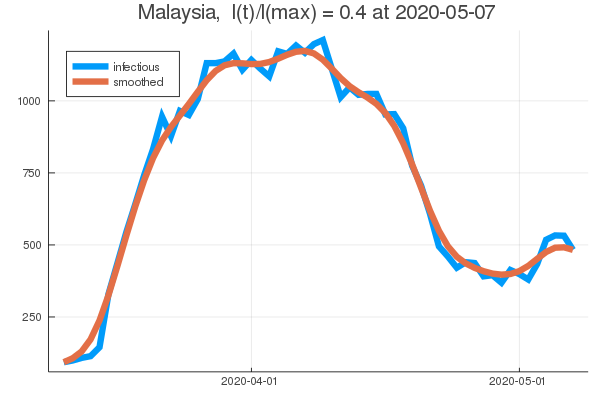 Malaysia, I(t)/I(max) = 0.4 at 2020-05-07
infectious
smoothed
1000
750
500
250
2020-04-01
2020-05-01